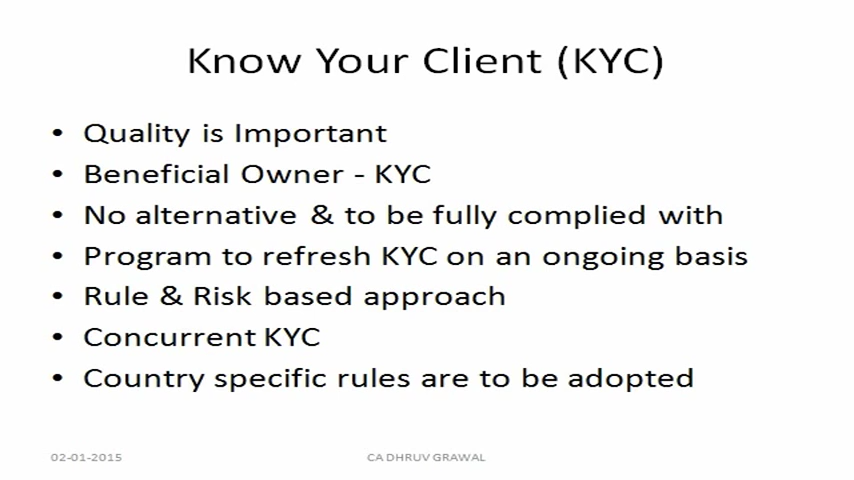 Know Your Client (KYC)
• Quality is Important
• Beneficial Owner - KYC
• No alternative & to be fully complied with
• Program to refresh KYC on an ongoing basis
• Rule & Risk based approach
• Concurrent KYC
• Country specific rules are to be adopted
02-01-2015
CA DHRUV GRAWAL